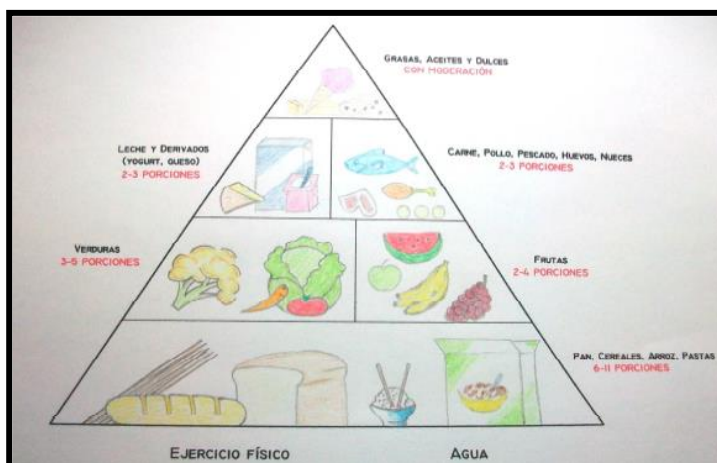 GRASAS, ACEITES Y DULCES
CON MODERACIÓN
LECHE Y DERIVADOS
(YOGURT, QUESO)
2-3 PORCIONES
CARNE, POLLO, PESCADO, HUEVOS, NUECES
2-3 PORCIONES
VERDURAS
3-5 PORCIONES
FRUTAS
2-4 PORCIONES
PAN, CEREALES, ARROZ, PASTAS
6-11 PORCIONES
EJERCICIO FÍSICO
AGUA